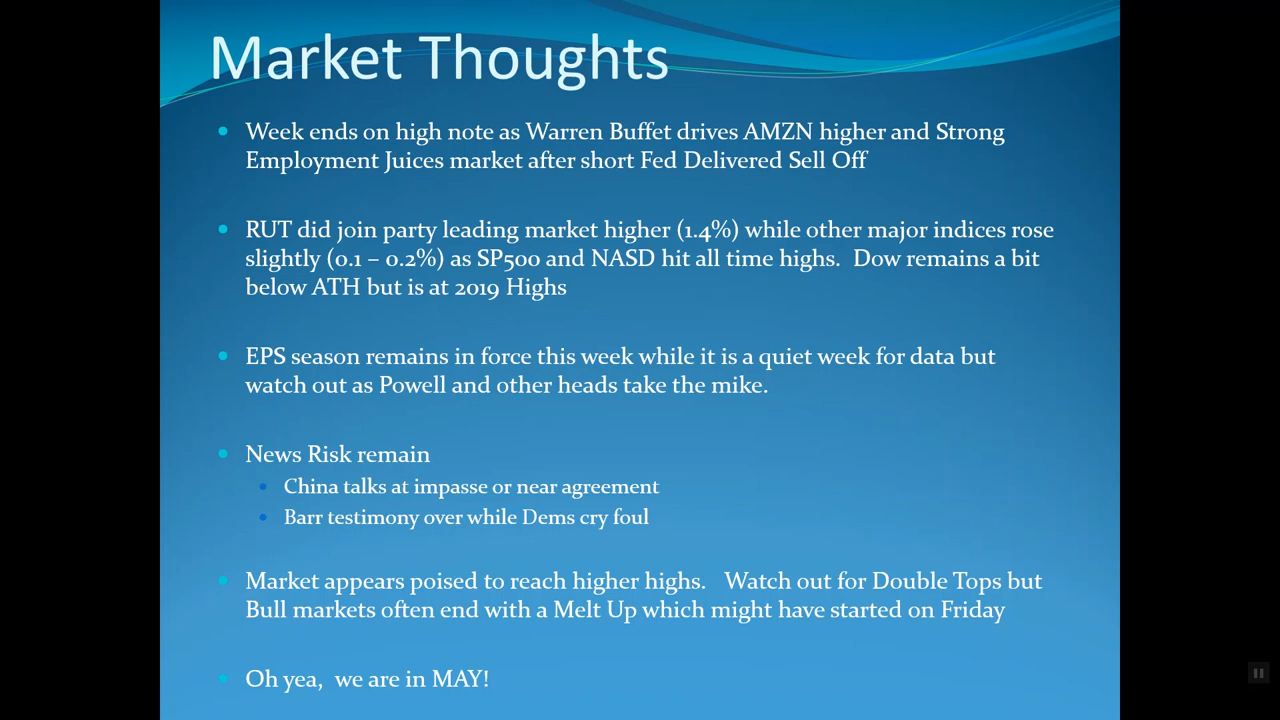 Market Thoughts
Week ends on high note as Warren Buffet drives AMZN higher and Strong
Employment Juices market after short Fed Delivered Sell Off
RUT did join party leading market higher (1.4%) while other major indices rose
slightly (0.1 – 0.2%) as SP500 and NASD hit all time highs.  Dow remains a bit
below ATH but is at 2019 Highs
EPS season remains in force this week while it is a quiet week for data but
watch out as Powell and other heads take the mike.
News Risk remain
China talks at impasse or near agreement
Barr testimony over while Dems cry foul
Market appears poised to reach higher highs.   Watch out for Double Tops but
Bull markets often end with a Melt Up which might have started on Friday
Oh yea,  we are in MAY!